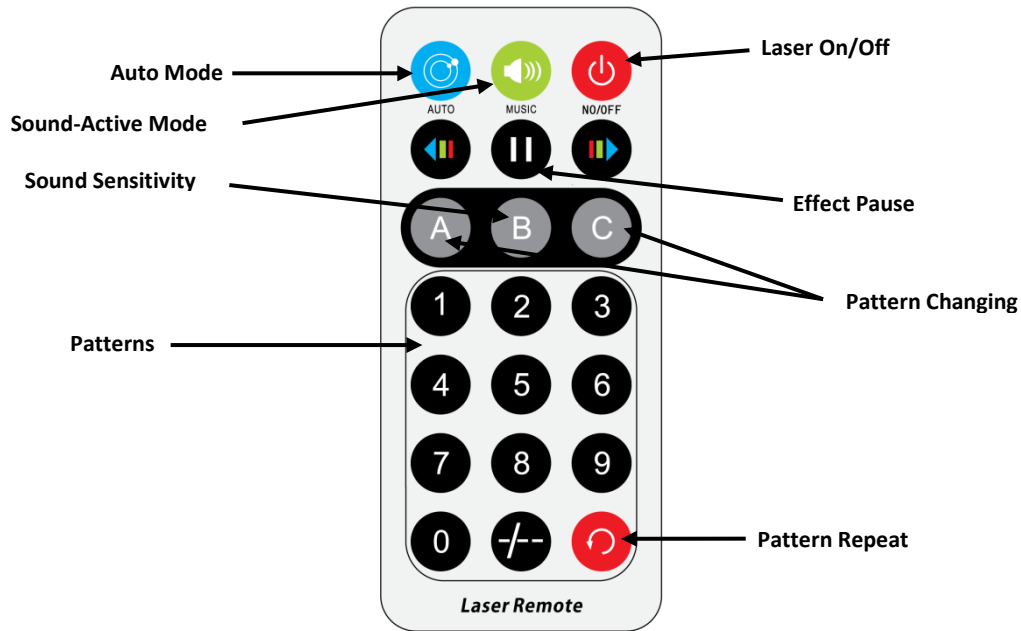 Laser On/Off
Auto Mode
AUTO MUSIC NO/OFF
Sound-Active Mode
Sound Sensitivity
Effect Pause
A B C
Pattern Changing
1 2 3
Patterns
4 5 6
7 8 9
0 -/--
Pattern Repeat
Laser Remote